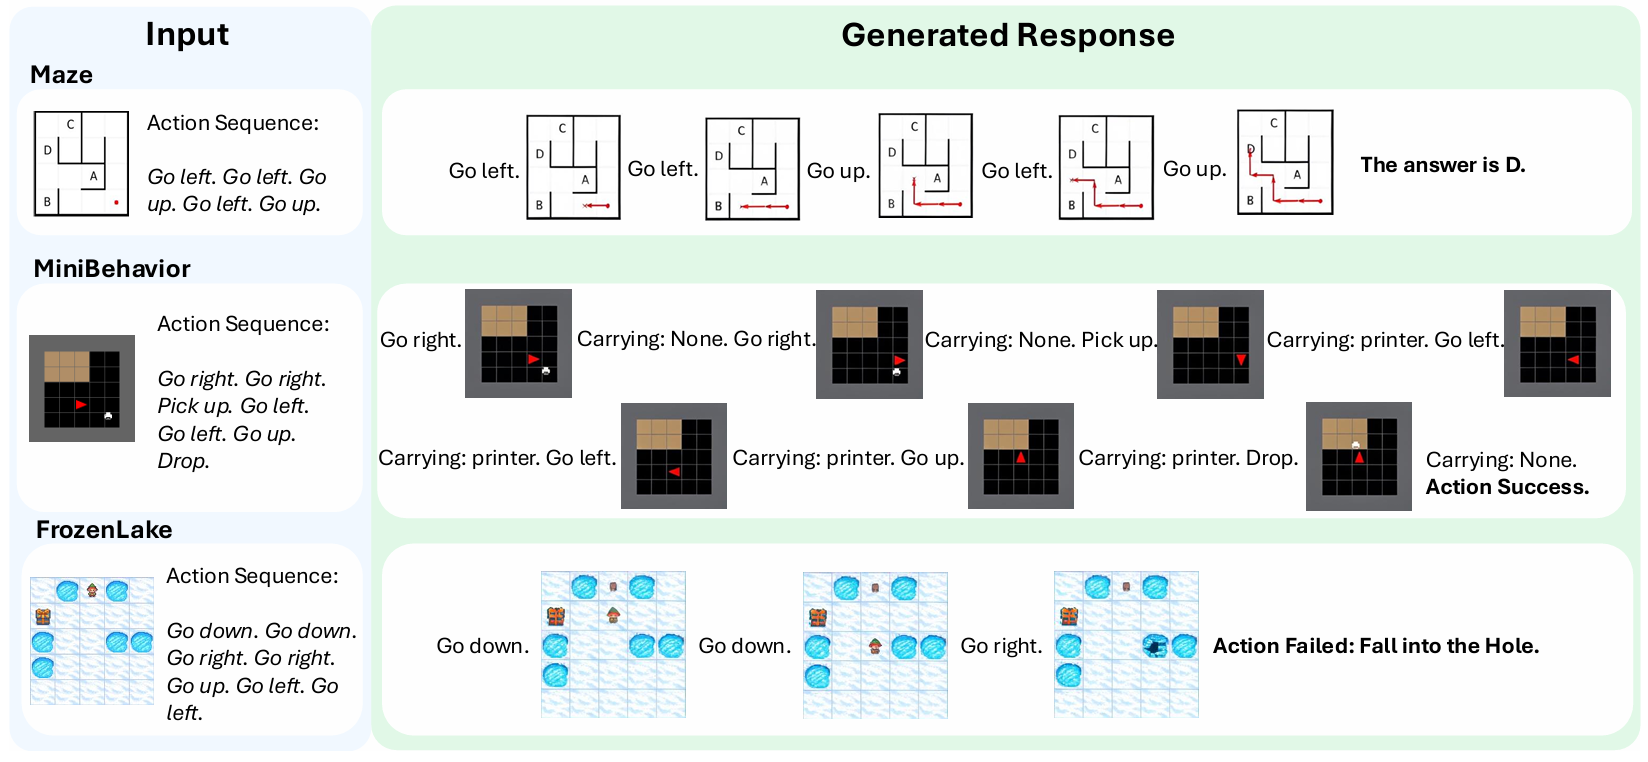 Input
Generated Response
Maze
C
D
A
B
Action Sequence:
Go left. Go left. Go
up. Go left. Go up.
Go left.
C
D
A
B
Go left.
C
D
A
B
Go up.
C
D
A
B
Go left.
C
D
A
B
Go up.
C
D
A
B
The answer is D.
MiniBehavior
Action Sequence:
Go right. Go right.
Pick up. Go left.
Go left. Go up.
Drop.
Go right.
Carrying: None. Go right.
Carrying: None. Pick up.
Carrying: printer. Go left.
Carrying: printer. Go left.
Carrying: printer. Go up.
Carrying: printer. Drop.
Carrying: None.
Action Success.
FrozenLake
Action Sequence:
Go down. Go down.
Go right. Go right.
Go up. Go left. Go
left.
Go down.
Go down.
Go right.
Action Failed: Fall into the Hole.